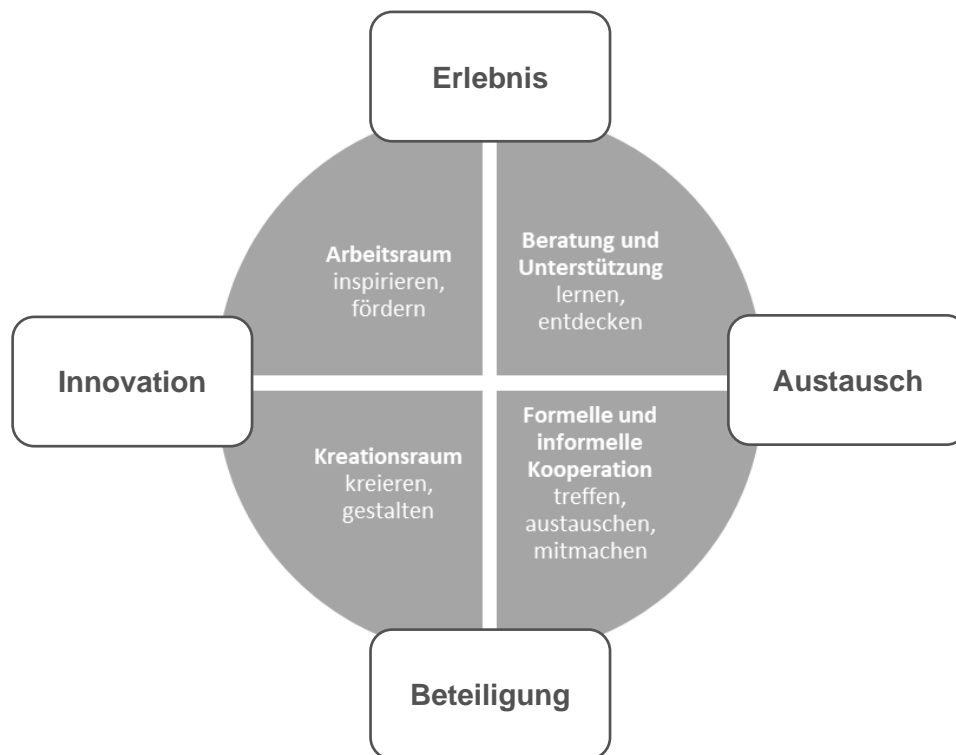 Erlebnis
Arbeitsraum
inspirieren,
fördern
Beratung und
Unterstützung
lernen,
entdecken
Innovation
Austausch
Kreationsraum
kreieren,
gestalten
Formelle und
informelle
Kooperation
treffen,
austauschen,
mitmachen
Beteiligung